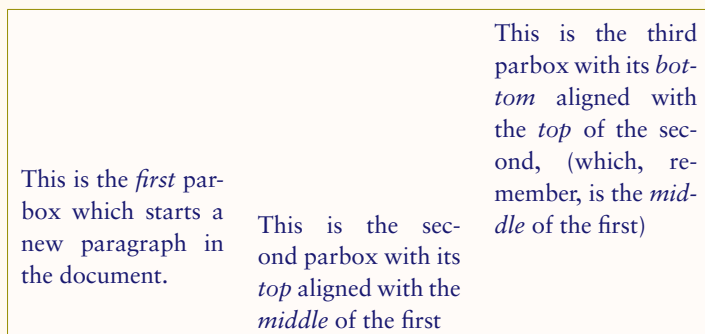 This is the first par-
box which starts a
new paragraph in
the document.
This is the sec-
ond parbox with its
top aligned with the
middle of the first
This is the third
parbox with its bot-
tom aligned with
the top of the sec-
ond, (which, re-
member, is the mid-
dle of the first)